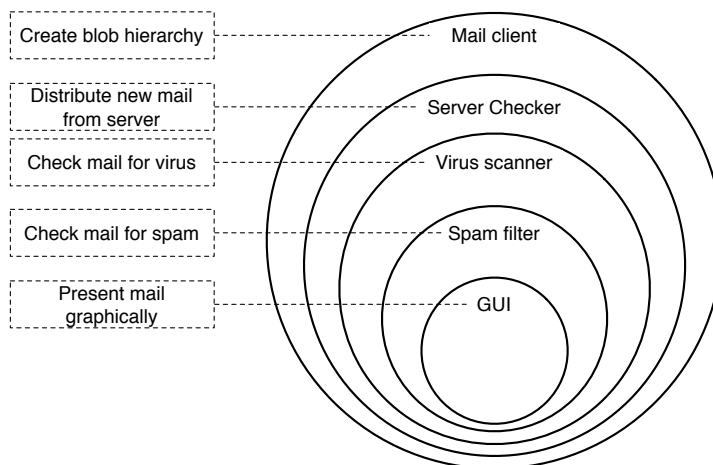 Create blob hierarchy
Mail client
Distribute new mail
from server
Server Checker
Check mail for virus
Virus scanner
Check mail for spam
Spam filter
Present mail
graphically
GUI